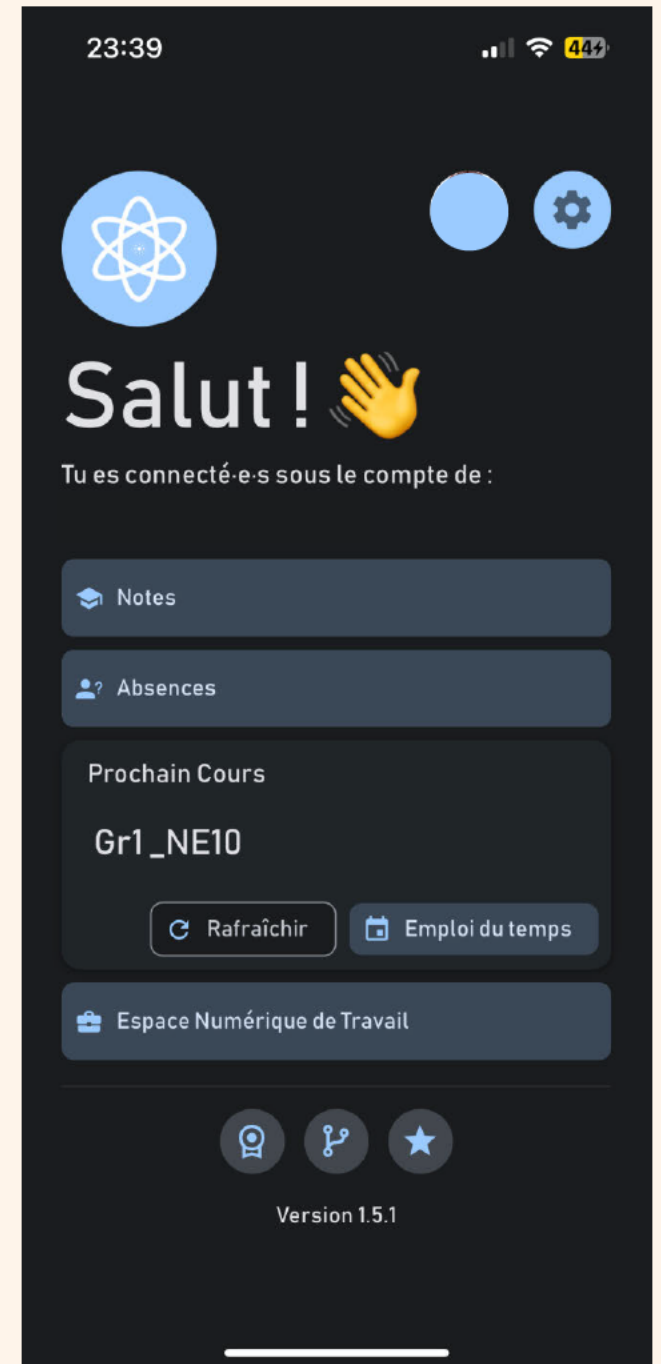 23:39
44
Salut ! 👋
Tu es connecté·e·s sous le compte de :
Notes
Absences
Prochain Cours
Gr1_NE10
Rafraîchir
Emploi du temps
Espace Numérique de Travail
Version 1.5.1